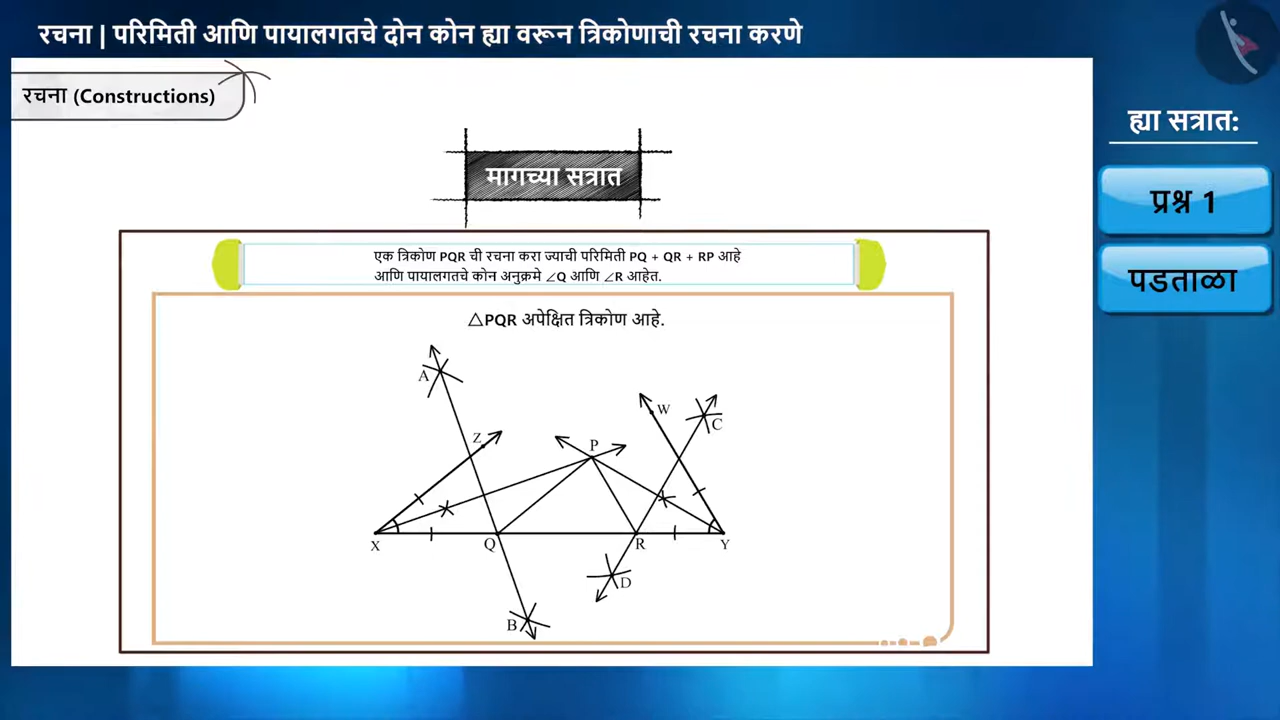 रचना | परिमिती आणि पायालगतचे दोन कोन ह्या वरून त्रिकोणाची रचना करणे
रचना (Constructions)
मागच्या सत्रात
एक त्रिकोण PQR ची रचना करा ज्याची परिमिती PQ + QR + RP आहे
आणि पायालगतचे कोन अनुक्रमे ∠Q आणि ∠R आहेत.
△PQR अपेक्षित त्रिकोण आहे.
A
W
C
Z
P
X
Q
R
Y
D
B
ह्या सत्रात:
प्रश्न 1
पडताळा